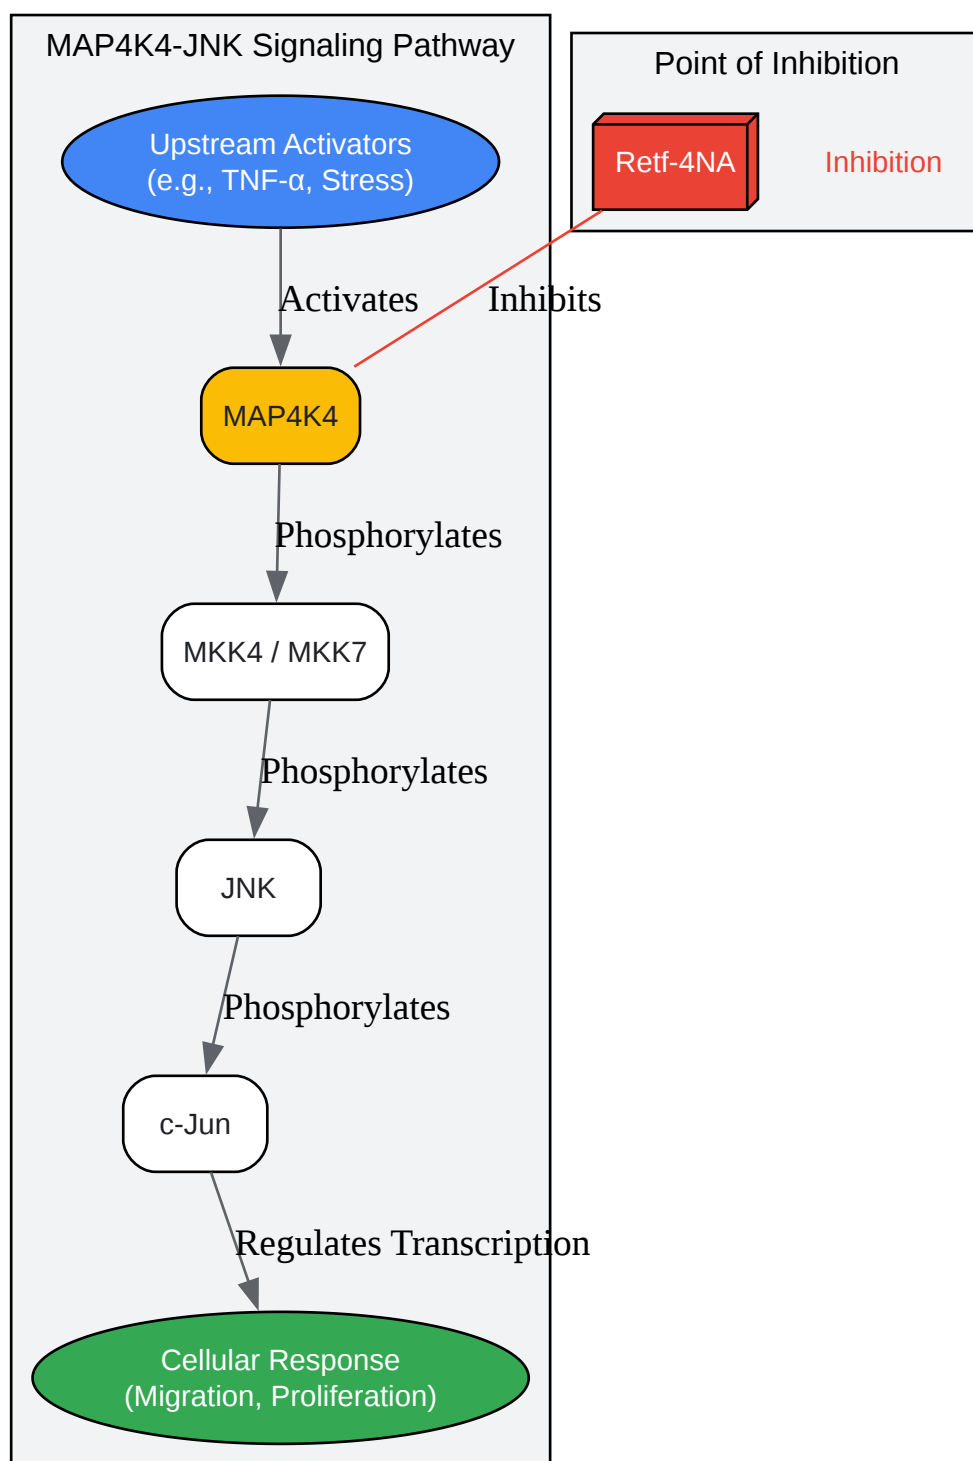 MAP4K4-JNK Signaling Pathway
Point of Inhibition
Upstream Activators
(e.g., TNF-α, Stress)
Retf-4NA
Inhibition
Activates
Inhibits
MAP4K4
Phosphorylates
MKK4 / MKK7
Phosphorylates
JNK
Phosphorylates
c-Jun
Regulates Transcription
Cellular Response
(Migration, Proliferation)